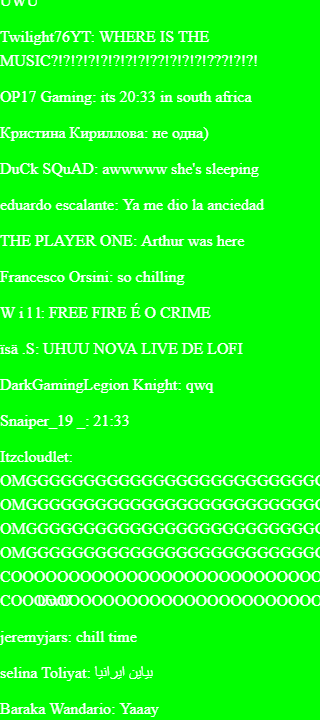 UWU
Twilight76YT: WHERE IS THE
MUSIC?!?!?!?!?!?!?!?!??!?!?!?!???!?!?!
OP17 Gaming: its 20:33 in south africa
Кристина Кириллова: не одна)
DuCk SQuAD: awwwww she's sleeping
eduardo escalante: Ya me dio la anciedad
THE PLAYER ONE: Arthur was here
Francesco Orsini: so chilling
W i l l: FREE FIRE É O CRIME
ïsä .S: UHUU NOVA LIVE DE LOFI
DarkGamingLegion Knight: qwq
Snaiper_19 _: 21:33
Itzcloudlet:
OMGGGGGGGGGGGGGGGGGGGGGGGGGG
OMGGGGGGGGGGGGGGGGGGGGGGGGGG
OMGGGGGGGGGGGGGGGGGGGGGGGGGG
OMGGGGGGGGGGGGGGGGGGGGGGGGGG
COOOOOOOOOOOOOOOOOOOOOOOOOOO
COOOOOOOOOOOOOOOOOOOOOOOOOOO
jeremyjars: chill time
selina Toliyat: بیاین ایرانیا
Baraka Wandario: Yaaay